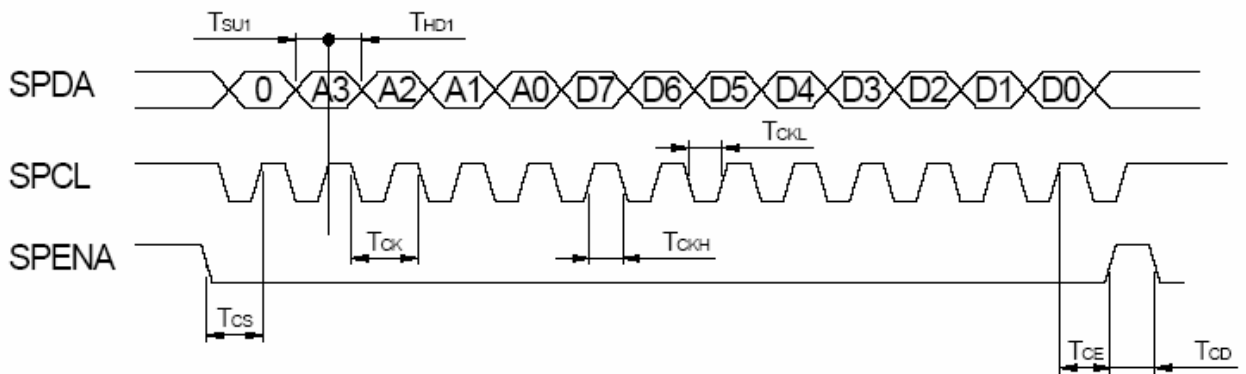 TSU1 THD1
SPDA 0 A3 A2 A1 A0 D7 D6 D5 D4 D3 D2 D1 D0
TCKL
SPCL
TCK TCKH
SPENA
TCS
TCE TCD